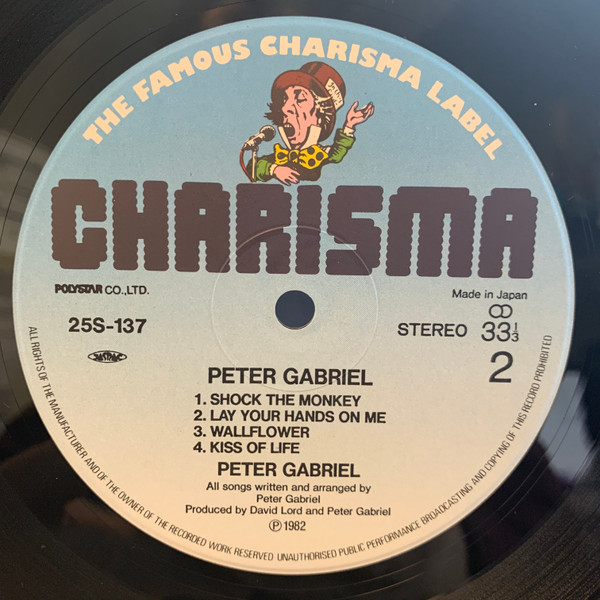 THE FAMOUS CHARISMA LABEL
CHARISMA
POLYSTAR CO.,LTD.
Made in Japan
25S-137
STEREO 33 1/3
JASRAC
2
PETER GABRIEL
1. SHOCK THE MONKEY
2. LAY YOUR HANDS ON ME
3. WALLFLOWER
4. KISS OF LIFE
PETER GABRIEL
All songs written and arranged by
Peter Gabriel
Produced by David Lord and Peter Gabriel
Ⓟ 1982
ALL RIGHTS OF THE MANUFACTURER AND OF THE OWNER OF THE RECORDED WORK RESERVED UNAUTHORISED PUBLIC PERFORMANCE BROADCASTING AND COPYING OF THIS RECORD PROHIBITED